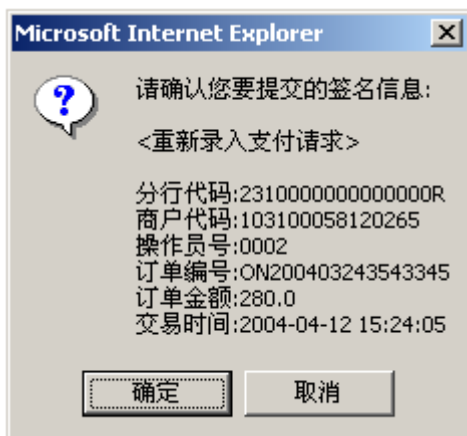 Microsoft Internet Explorer
请确认您要提交的签名信息:
<重新录入支付请求>
分行代码:2310000000000000R
商户代码:103100058120265
操作员号:0002
订单编号:ON200403243543345
订单金额:280.0
交易时间:2004-04-12 15:24:05
确定
取消